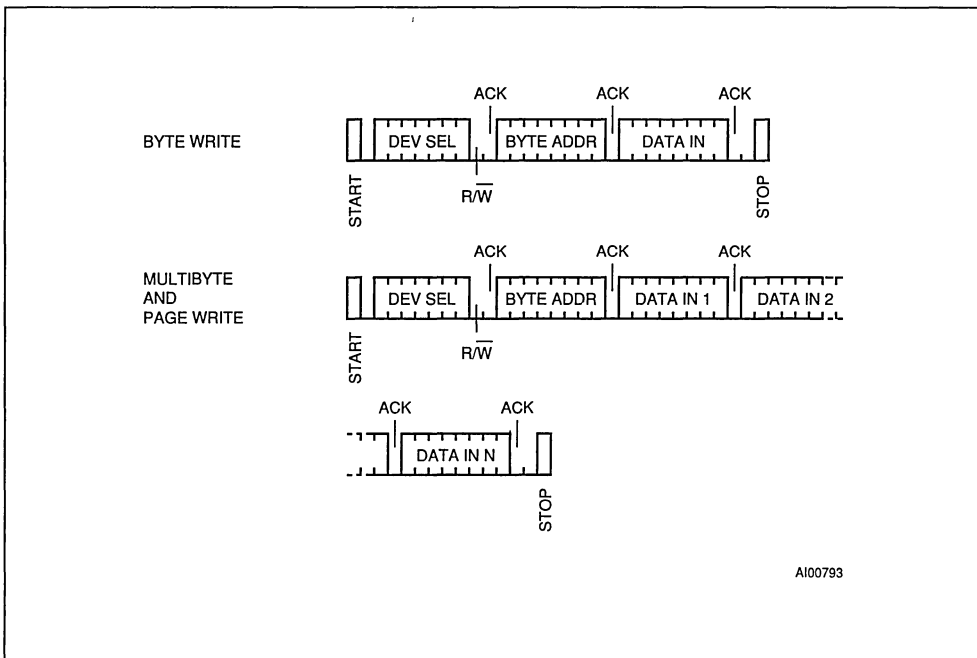 ACK ACK ACK
BYTE WRITE DEV SEL BYTE ADDR DATA IN
START R/W̅ STOP
ACK ACK ACK
MULTIBYTE
AND
PAGE WRITE
DEV SEL BYTE ADDR DATA IN 1 DATA IN 2
START R/W̅
ACK ACK
DATA IN N
STOP
AI00793